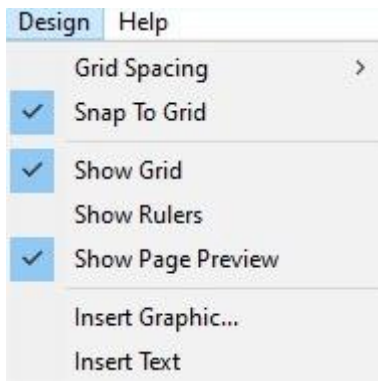 Design Help
Grid Spacing
Snap To Grid
Show Grid
Show Rulers
Show Page Preview
Insert Graphic...
Insert Text